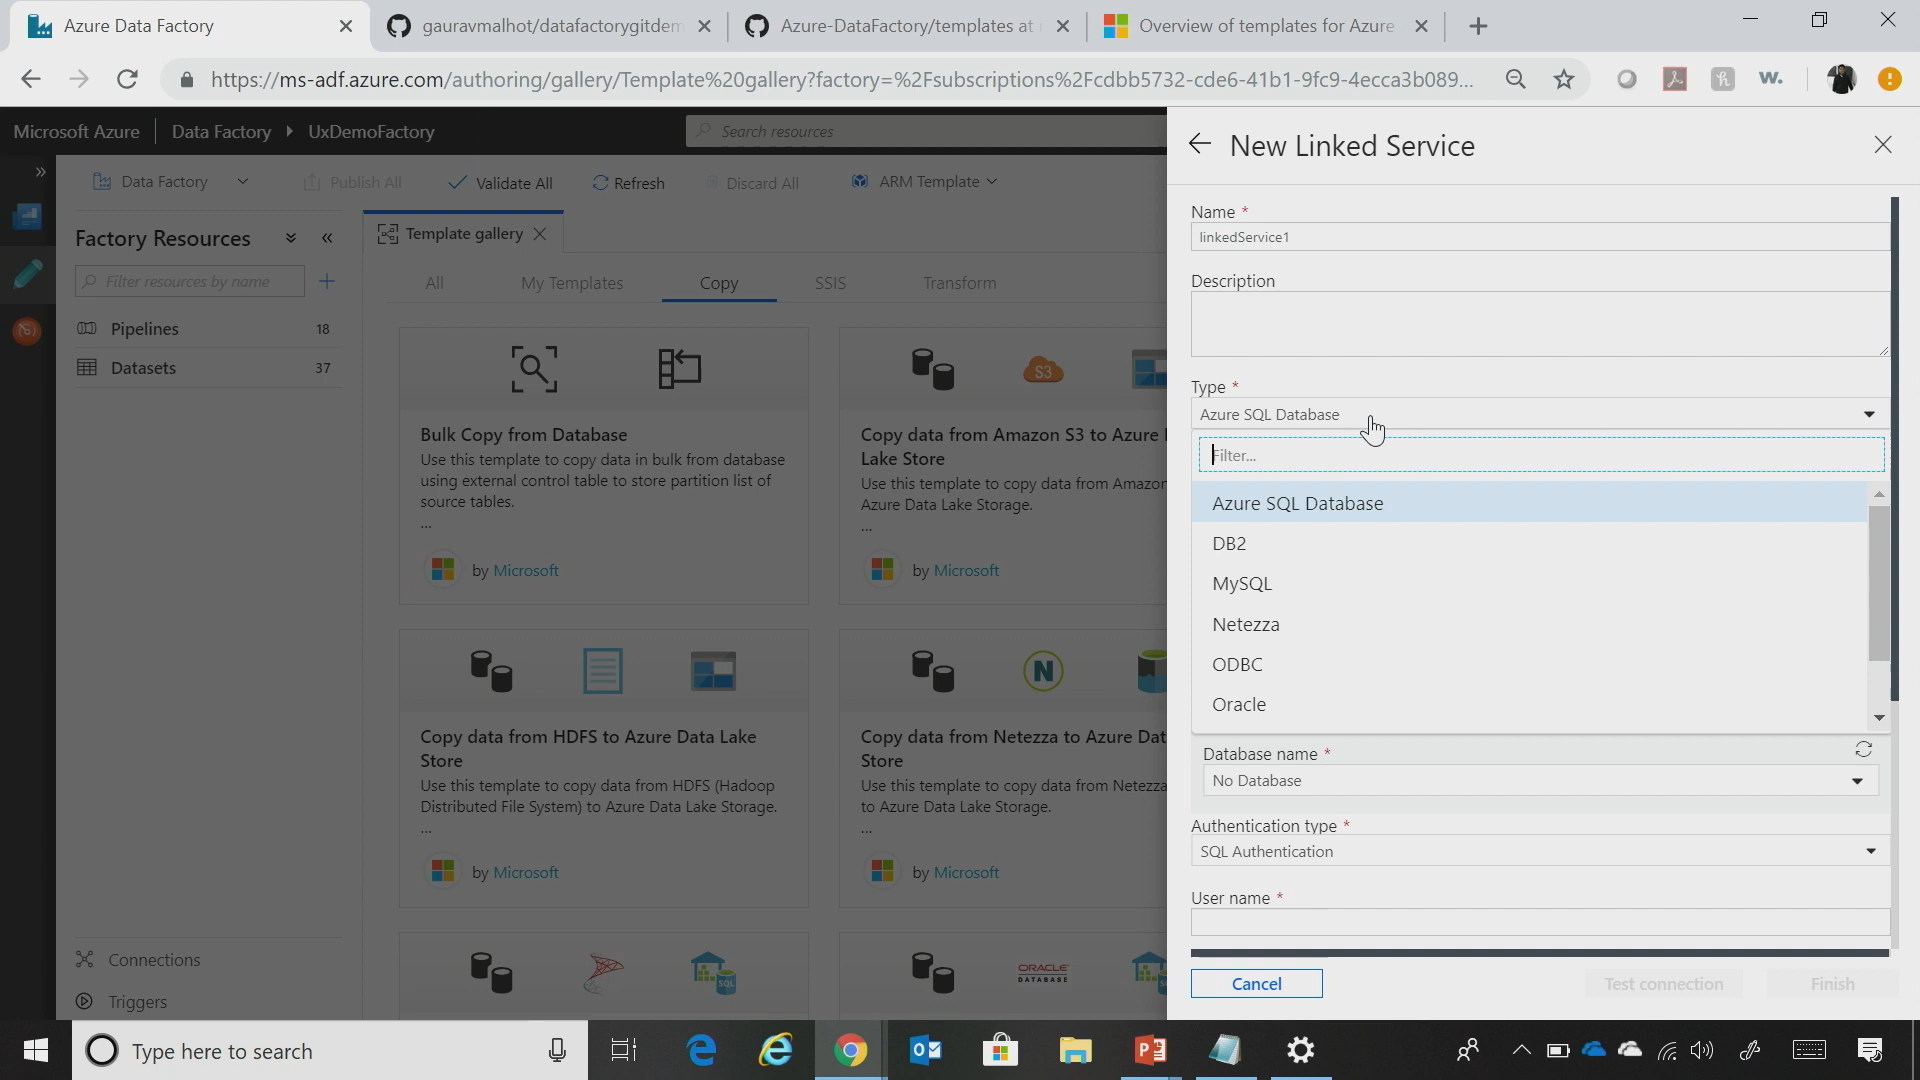 Azure Data Factory
gauravmalhot/datafactorygitdem
Azure-DataFactory/templates at
Overview of templates for Azure
https://ms-adf.azure.com/authoring/gallery/Template%20gallery?factory=%2Fsubscriptions%2Fcdbb5732-cde6-41b1-9fc9-4ecca3b089...
Microsoft Azure
Data Factory
UxDemoFactory
Search resources
Data Factory
Publish All
Validate All
Refresh
Discard All
ARM Template
Factory Resources
Filter resources by name
Pipelines 18
Datasets 37
Connections
Triggers
Template gallery
All
My Templates
Copy
SSIS
Transform
Bulk Copy from Database
Use this template to copy data in bulk from database
using external control table to store partition list of
source tables.
...
by Microsoft
S3
Copy data from Amazon S3 to Azure
Lake Store
Use this template to copy data from Amazon
Azure Data Lake Storage.
...
by Microsoft
Copy data from HDFS to Azure Data Lake
Store
Use this template to copy data from HDFS (Hadoop
Distributed File System) to Azure Data Lake Storage.
...
by Microsoft
N
Copy data from Netezza to Azure Dat
Store
Use this template to copy data from Netezza
to Azure Data Lake Storage.
...
by Microsoft
SQL
ORACLE
DATABASE
SQL
New Linked Service
Name *
linkedService1
Description
Type *
Azure SQL Database
Filter...
Azure SQL Database
DB2
MySQL
Netezza
ODBC
Oracle
Database name *
No Database
Authentication type *
SQL Authentication
User name *
Cancel
Test connection
Finish
Type here to search